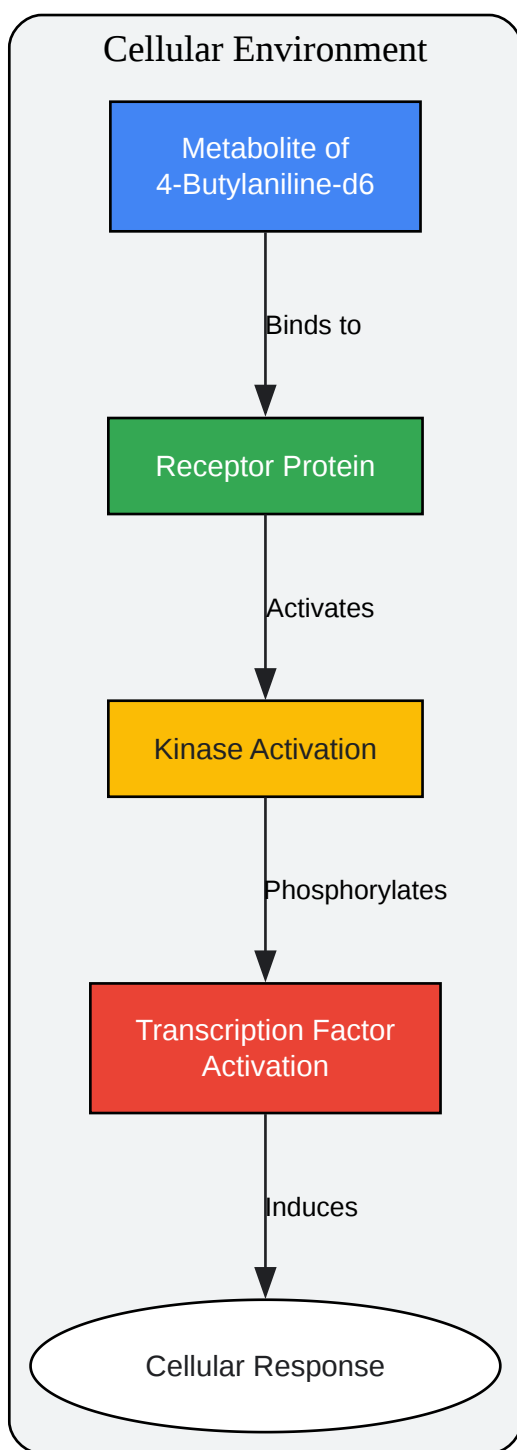 Cellular Environment
Metabolite of
4-Butylaniline-d6
Binds to
Receptor Protein
Activates
Kinase Activation
Phosphorylates
Transcription Factor
Activation
Induces
Cellular Response